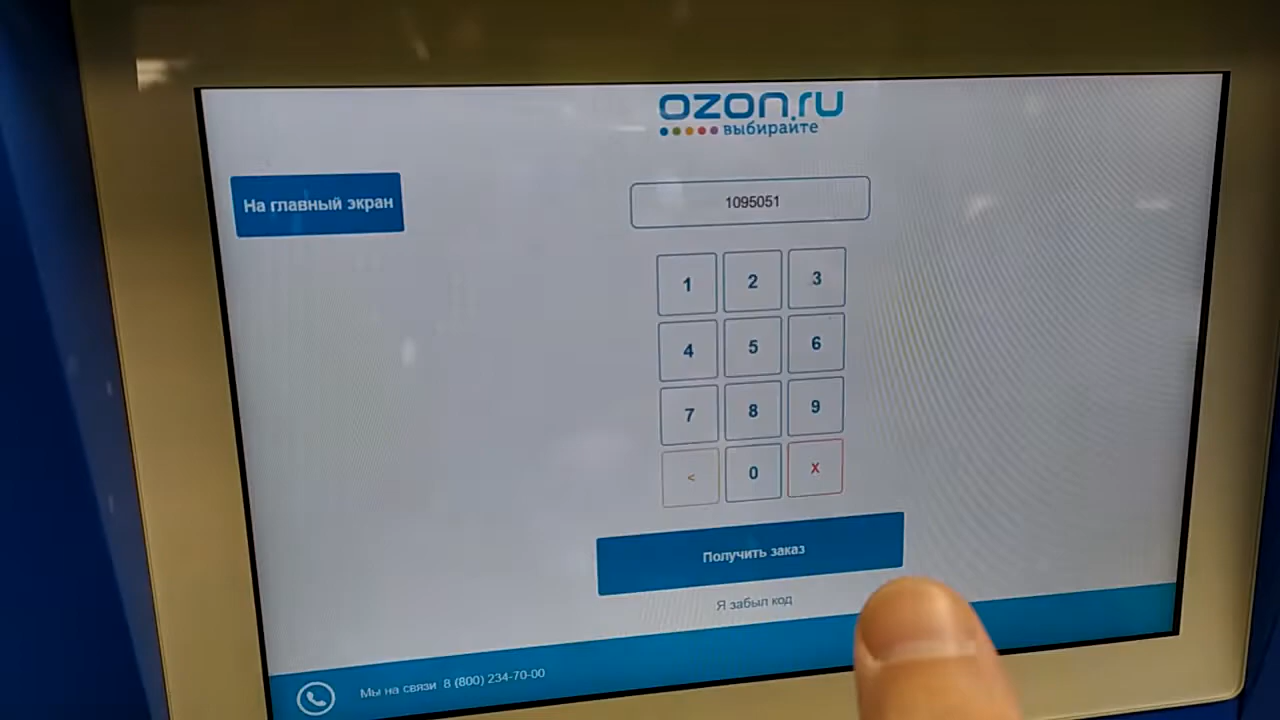 ozon.ru
выбирайте
На главный экран
1095051
1 2 3
4 5 6
7 8 9
< 0 X
Получить заказ
Я забыл код
Мы на связи 8 (800) 234-70-00